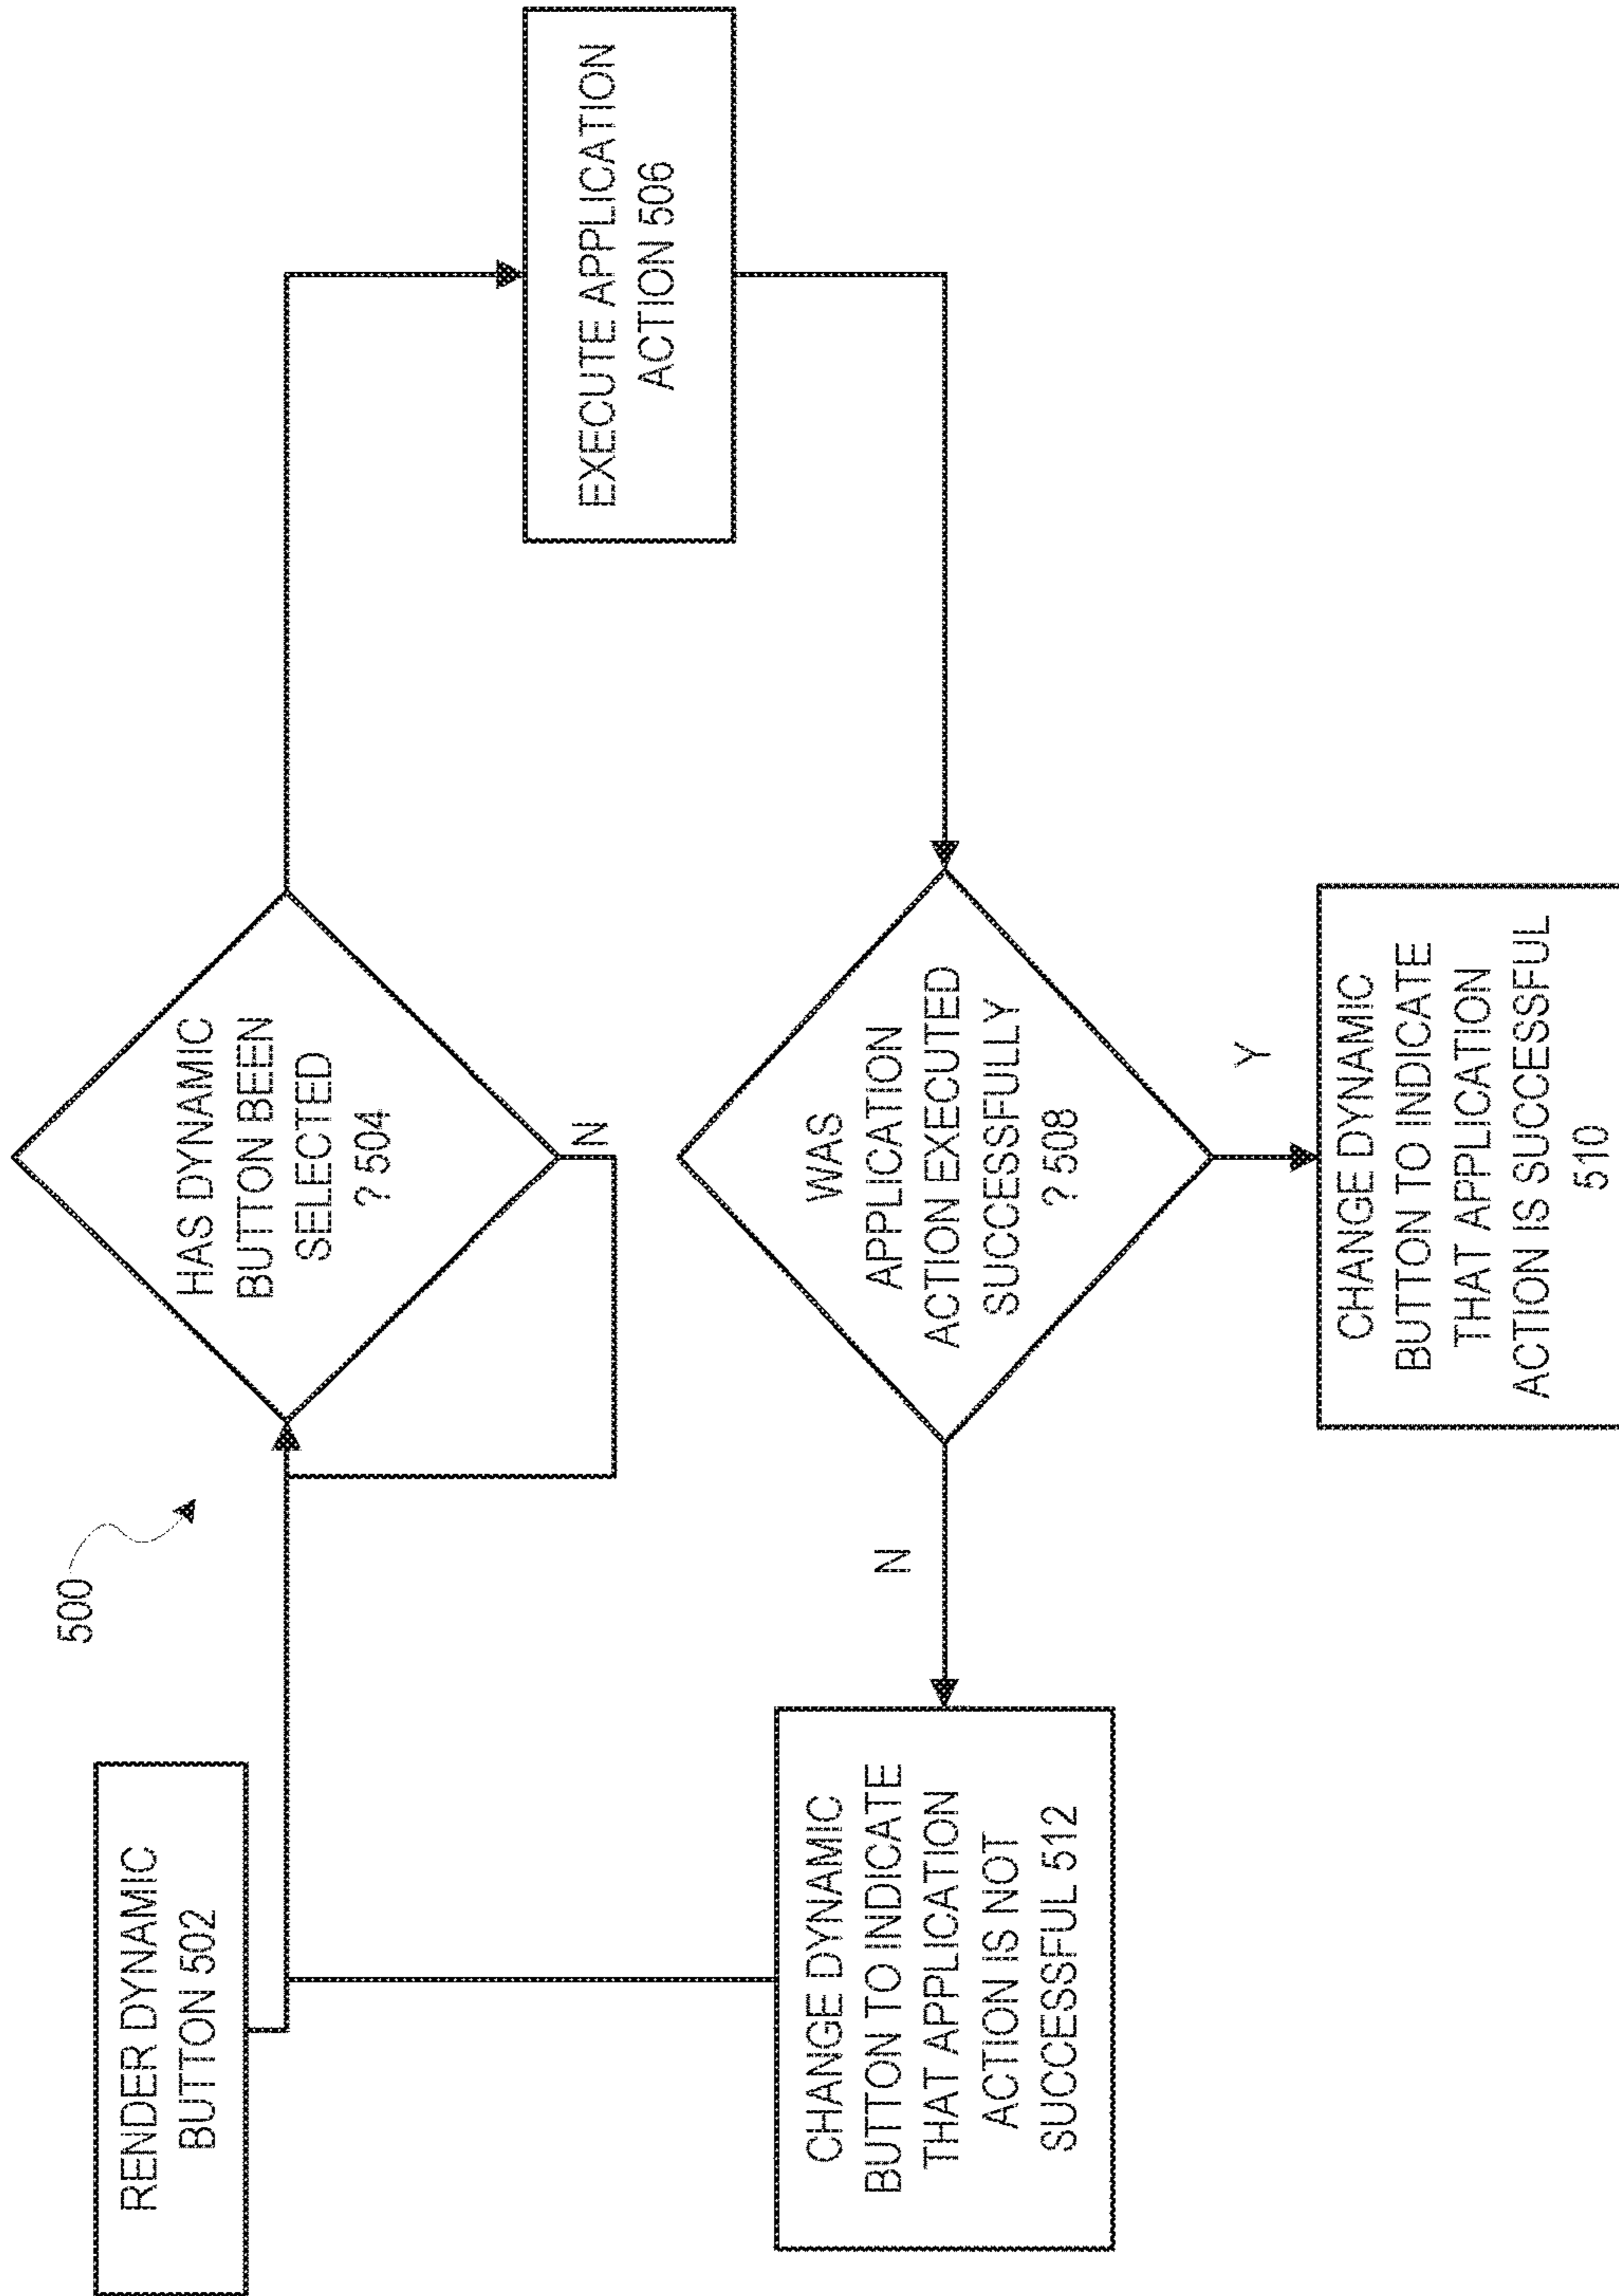 500
RENDER DYNAMIC
BUTTON 502
HAS DYNAMIC
BUTTON BEEN
SELECTED
? 504
N
EXECUTE APPLICATION
ACTION 506
WAS
APPLICATION
ACTION EXECUTED
SUCCESSFULLY
? 508
N
Y
CHANGE DYNAMIC
BUTTON TO INDICATE
THAT APPLICATION
ACTION IS NOT
SUCCESSFUL 512
CHANGE DYNAMIC
BUTTON TO INDICATE
THAT APPLICATION
ACTION IS SUCCESSFUL
510